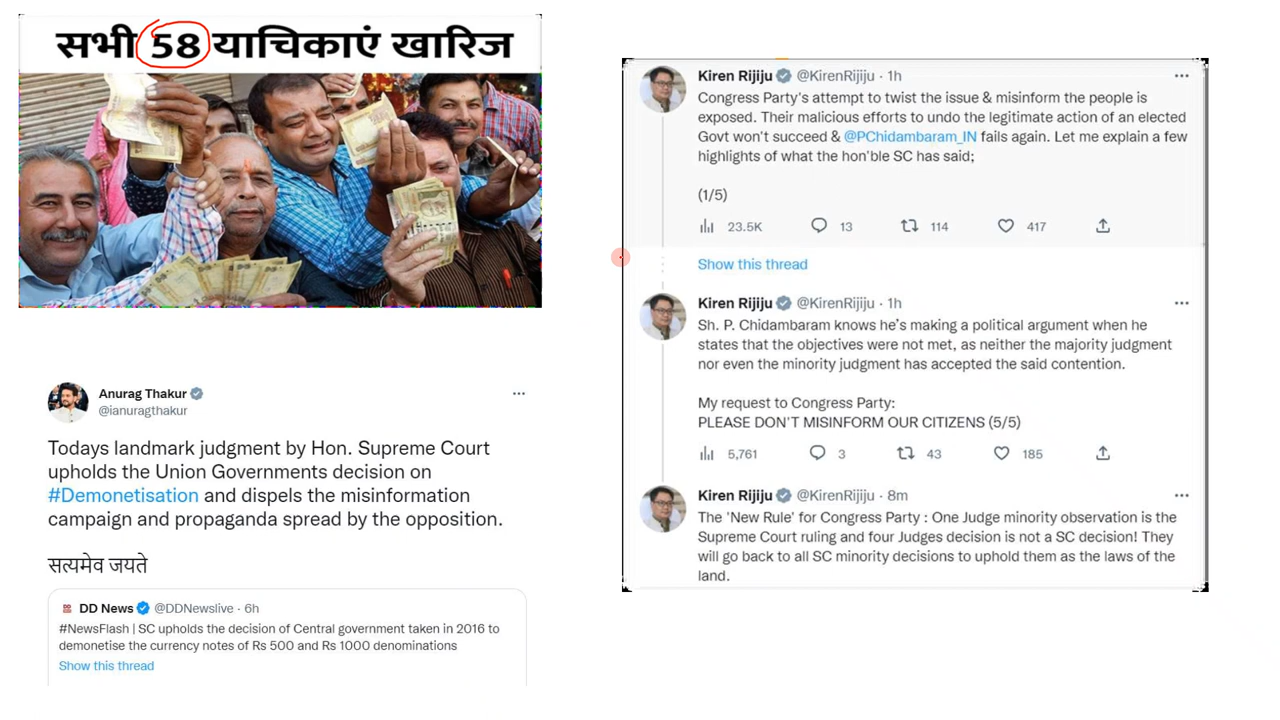 सभी 58 याचिकाएं खारिज
Anurag Thakur
@ianuragthakur
Todays landmark judgment by Hon. Supreme Court
upholds the Union Governments decision on
#Demonetisation and dispels the misinformation
campaign and propaganda spread by the opposition.
सत्यमेव जयते
DD News @DDNewslive · 6h
#NewsFlash | SC upholds the decision of Central government taken in 2016 to
demonetise the currency notes of Rs 500 and Rs 1000 denominations
Show this thread
Kiren Rijiju @KirenRijiju · 1h
Congress Party's attempt to twist the issue & misinform the people is
exposed. Their malicious efforts to undo the legitimate action of an elected
Govt won't succeed & @PChidambaram_IN fails again. Let me explain a few
highlights of what the hon'ble SC has said;
(1/5)
23.5K 13 114 417
Show this thread
Kiren Rijiju @KirenRijiju · 1h
Sh. P. Chidambaram knows he's making a political argument when he
states that the objectives were not met, as neither the majority judgment
nor even the minority judgment has accepted the said contention.
My request to Congress Party:
PLEASE DON'T MISINFORM OUR CITIZENS (5/5)
5,761 3 43 185
Kiren Rijiju @KirenRijiju · 8m
The 'New Rule' for Congress Party : One Judge minority observation is the
Supreme Court ruling and four Judges decision is not a SC decision! They
will go back to all SC minority decisions to uphold them as the laws of the
land.